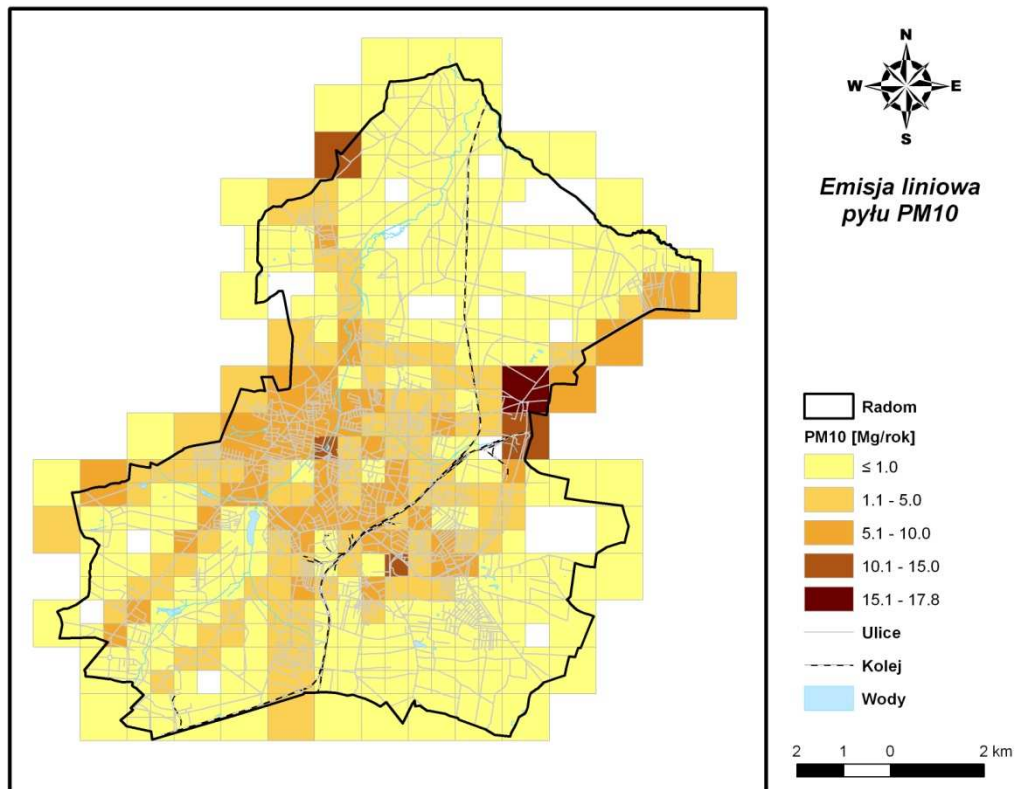 N
W E
S
Emisja liniowa
pyłu PM10
Radom
PM10 [Mg/rok]
≤ 1.0
1.1 - 5.0
5.1 - 10.0
10.1 - 15.0
15.1 - 17.8
Ulice
Kolej
Wody
2 1 0 2 km